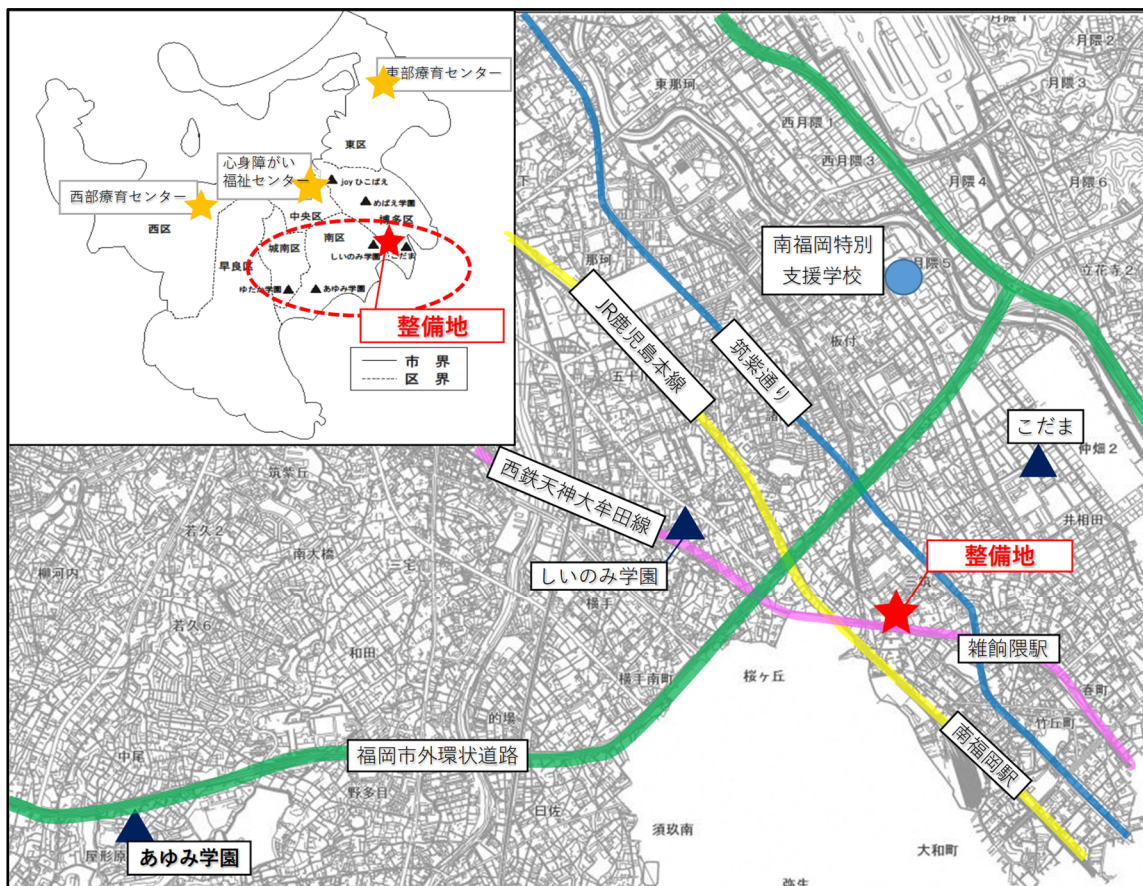 東部療育センター
東区
心身障がい
福祉センター
joy ひこばえ
西部療育センター
めばえ学園
西区
中央区
博多区
城南区
南区
しいのみ学園
こだま
早良区
ゆたか学園
あゆみ学園
整備地
市 界
区 界
月隈1
月隈2
東那珂
月隈3
西月隈1
西月隈3
月隈4
月隈6
下
南福岡特別
支援学校
月隈5
立花寺2
那珂
板付
JR鹿児島本線
筑紫通り
五十川
諸
こだま
仲畑2
西鉄天神大牟田線
筑紫丘
若久2
南大橋
三宅
柳河内
井相田
整備地
しいのみ学園
横手
三筑
若久6
和田
雑餉隈駅
横手南町
桜ヶ丘
春町
竹丘町
的場
中尾
福岡市外環状道路
南福岡駅
野多目
日佐
須玖南
屋形原
あゆみ学園
大和町
弥生